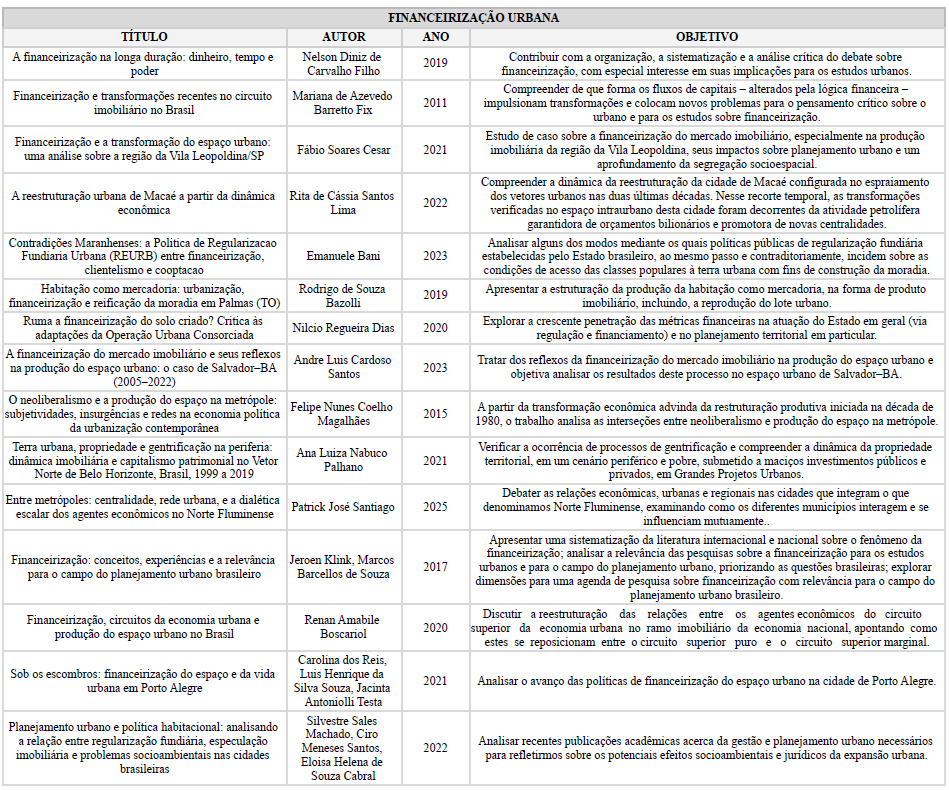 FINANCEIRIZAÇÃO URBANA
TÍTULO AUTOR ANO OBJETIVO
A financeirização na longa duração: dinheiro, tempo e
poder
Nelson Diniz de
Carvalho Filho
2019
Contribuir com a organização, a sistematização e a análise crítica do debate sobre
financeirização, com especial interesse em suas implicações para os estudos urbanos.
Financeirização e transformações recentes no circuito
imobiliário no Brasil
Mariana de Azevedo
Barretto Fix
2011
Compreender de que forma os fluxos de capitais – alterados pela lógica financeira –
impulsionam transformações e colocam novos problemas para o pensamento crítico sobre o
urbano e para os estudos sobre financeirização.
Financeirização e a transformação do espaço urbano:
uma análise sobre a região da Vila Leopoldina/SP
Fábio Soares Cesar
2021
Estudo de caso sobre a financeirização do mercado imobiliário, especialmente na produção
imobiliária da região da Vila Leopoldina, seus impactos sobre planejamento urbano e um
aprofundamento da segregação socioespacial.
A reestruturação urbana de Macaé a partir da dinâmica
econômica
Rita de Cássia Santos
Lima
2022
Compreender a dinâmica da reestruturação da cidade de Macaé configurada no espraiamento
dos vetores urbanos nas duas últimas décadas. Nesse recorte temporal, as transformações
verificadas no espaço intraurbano desta cidade foram decorrentes da atividade petrolífera
garantidora de orçamentos bilionários e promotora de novas centralidades.
Contradições Maranhenses: a Politica de Regularizacao
Fundiaria Urbana (REURB) entre financeirização,
clientelismo e cooptacao
Emanuele Bani
2023
Analisar alguns dos modos mediante os quais políticas públicas de regularização fundiária
estabelecidas pelo Estado brasileiro, ao mesmo passo e contraditoriamente, incidem sobre as
condições de acesso das classes populares à terra urbana com fins de construção da moradia.
Habitação como mercadoria: urbanização,
financeirização e reificação da moradia em Palmas (TO)
Rodrigo de Souza
Bazolli
2019
Apresentar a estruturação da produção da habitação como mercadoria, na forma de produto
imobiliário, incluindo, a reprodução do lote urbano.
Ruma a financeirização do solo criado? Critica às
adaptações da Operação Urbana Consorciada
Nilcio Regueira Dias
2020
Explorar a crescente penetração das métricas financeiras na atuação do Estado em geral (via
regulação e financiamento) e no planejamento territorial em particular.
A financeirização do mercado imobiliário e seus reflexos
na produção do espaço urbano: o caso de Salvador–BA
(2005–2022)
Andre Luis Cardoso
Santos
2023
Tratar dos reflexos da financeirização do mercado imobiliário na produção do espaço urbano e
objetiva analisar os resultados deste processo no espaço urbano de Salvador–BA.
O neoliberalismo e a produção do espaço na metrópole:
subjetividades, insurgências e redes na economia política
da urbanização contemporânea
Felipe Nunes Coelho
Magalhães
2015
A partir da transformação econômica advinda da restruturação produtiva iniciada na década de
1980, o trabalho analisa as interseções entre neoliberalismo e produção do espaço na metrópole.
Terra urbana, propriedade e gentrificação na periferia:
dinâmica imobiliária e capitalismo patrimonial no Vetor
Norte de Belo Horizonte, Brasil, 1999 a 2019
Ana Luiza Nabuco
Palhano
2021
Verificar a ocorrência de processos de gentrificação e compreender a dinâmica da propriedade
territorial, em um cenário periférico e pobre, submetido a maciços investimentos públicos e
privados, em Grandes Projetos Urbanos.
Entre metrópoles: centralidade, rede urbana, e a dialética
escalar dos agentes econômicos no Norte Fluminense
Patrick José Santiago
2025
Debater as relações econômicas, urbanas e regionais nas cidades que integram o que
denominamos Norte Fluminense, examinando como os diferentes municípios interagem e se
influenciam mutuamente..
Financeirização: conceitos, experiências e a relevância
para o campo do planejamento urbano brasileiro
Jeroen Klink, Marcos
Barcellos de Souza
2017
Apresentar uma sistematização da literatura internacional e nacional sobre o fenômeno da
financeirização; analisar a relevância das pesquisas sobre a financeirização para os estudos
urbanos e para o campo do planejamento urbano, priorizando as questões brasileiras; explorar
dimensões para uma agenda de pesquisa sobre financeirização com relevância para o campo do
planejamento urbano brasileiro.
Financeirização, circuitos da economia urbana e
produção do espaço urbano no Brasil
Renan Amabile
Boscariol
2020
Discutir a reestruturação das relações entre os agentes econômicos do circuito
superior da economia urbana no ramo imobiliário da economia nacional, apontando como
estes se reposicionam entre o circuito superior puro e o circuito superior marginal.
Sob os escombros: financeirização do espaço e da vida
urbana em Porto Alegre
Carolina dos Reis,
Luis Henrique da
Silva Souza, Jacinta
Antoniolli Testa
2021
Analisar o avanço das políticas de financeirização do espaço urbano na cidade de Porto Alegre.
Planejamento urbano e política habitacional: analisando
a relação entre regularização fundiária, especulação
imobiliária e problemas socioambientais nas cidades
brasileiras
Silvestre Sales
Machado, Ciro
Meneses Santos,
Eloisa Helena de
Souza Cabral
2022
Analisar recentes publicações acadêmicas acerca da gestão e planejamento urbano necessários
para refletirmos sobre os potenciais efeitos socioambientais e jurídicos da expansão urbana.